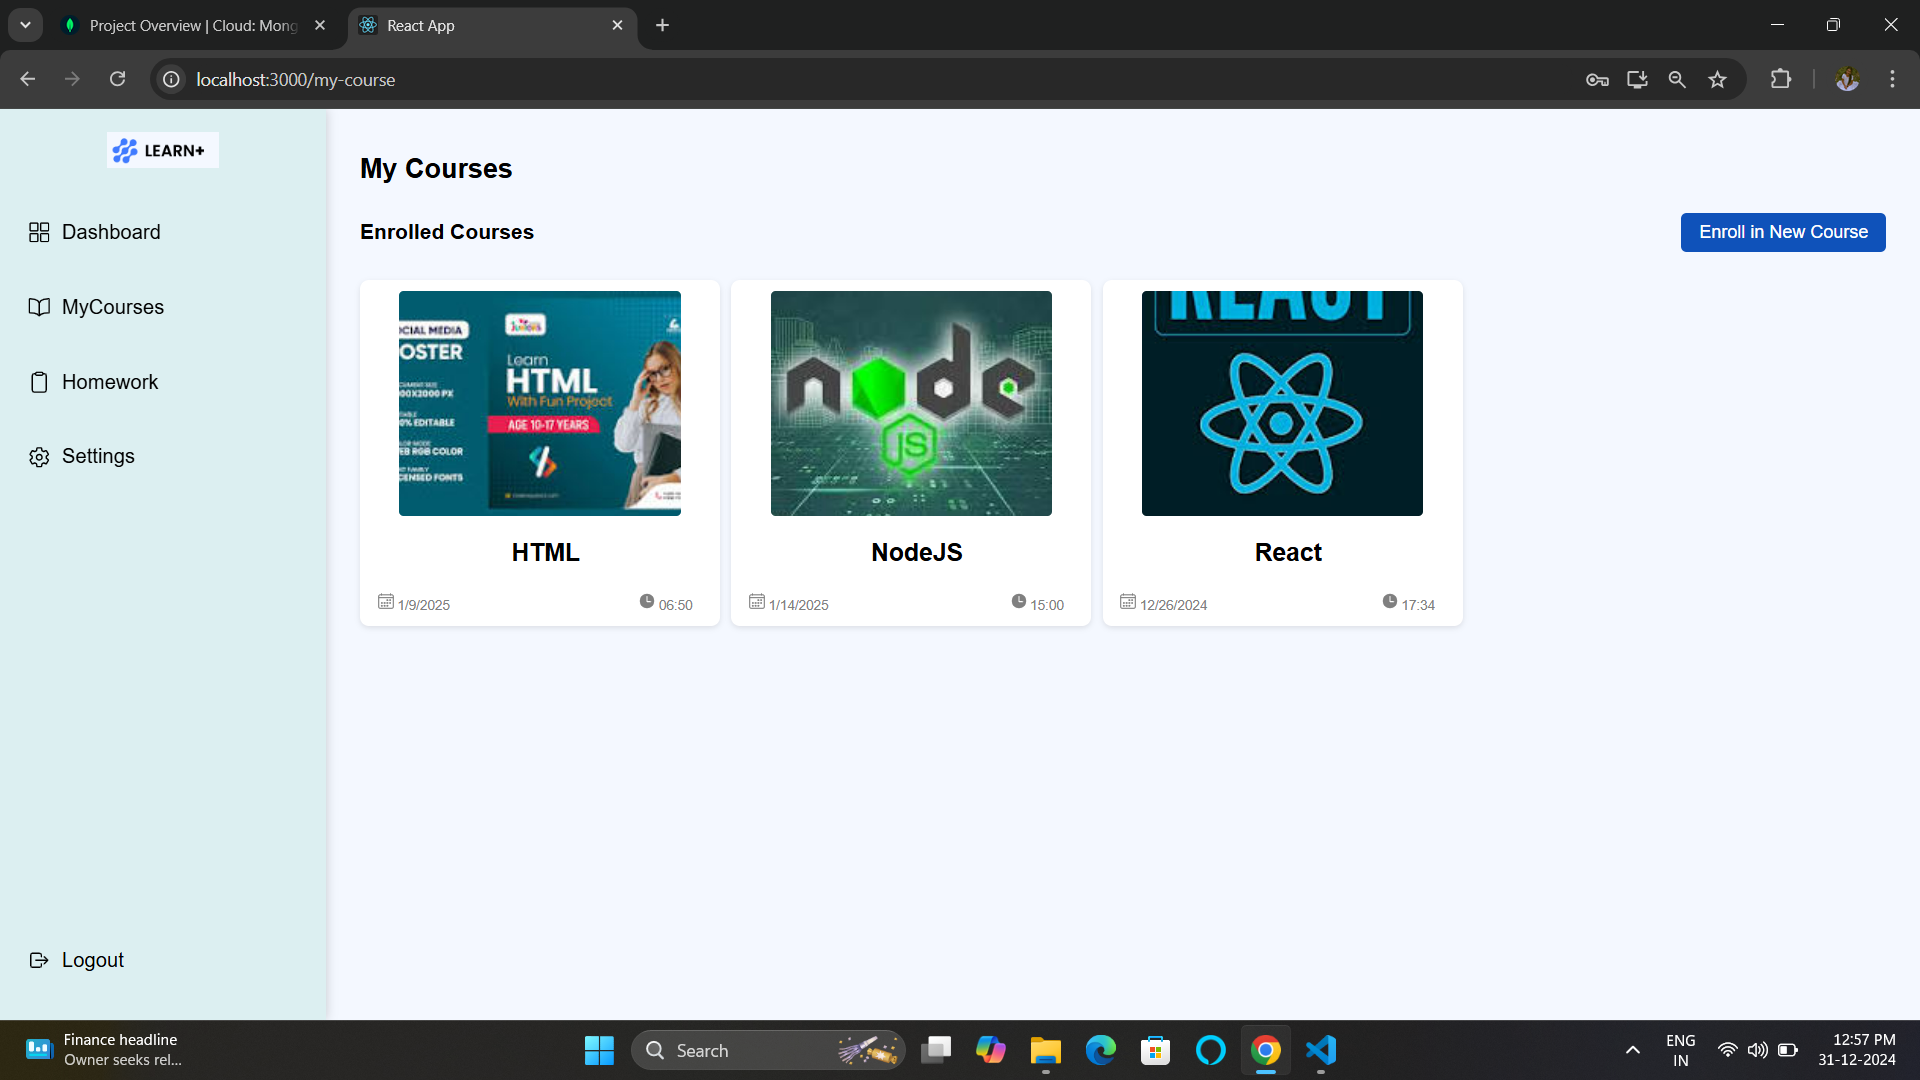 Project Overview | Cloud: Mong
React App
localhost:3000/my-course
LEARN+
Dashboard
MyCourses
Homework
Settings
Logout
My Courses
Enrolled Courses
Enroll in New Course
OCIAL MEDIA
OSTER
00X2000 PX
0% EDITABLE
EB RGB COLOR
CENSED FONTS
Learn
HTML
With Fun Project
AGE 10-17 YEARS
HTML
1/9/2025
06:50
node
JS
NodeJS
1/14/2025
15:00
REACT
React
12/26/2024
17:34
Finance headline
Owner seeks rel...
Search
ENG
IN
12:57 PM
31-12-2024